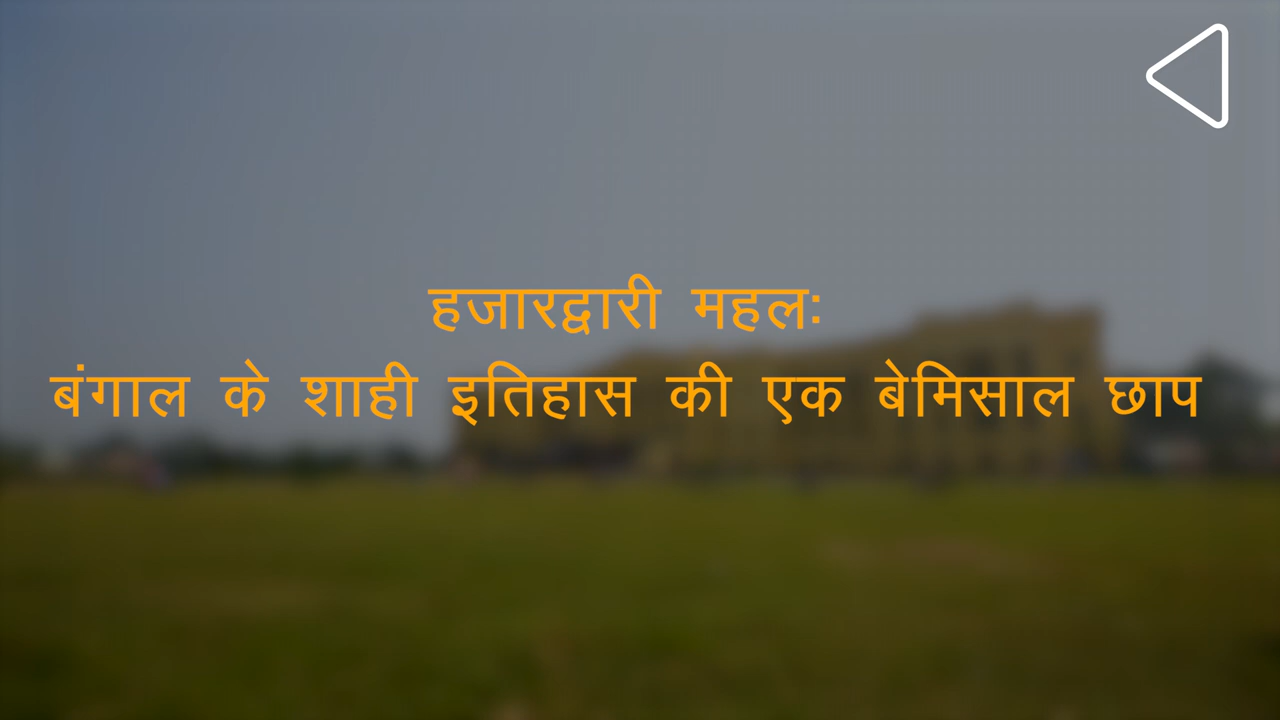 हजारद्वारी महलः
बंगाल के शाही इतिहास की एक बेमिसाल छाप